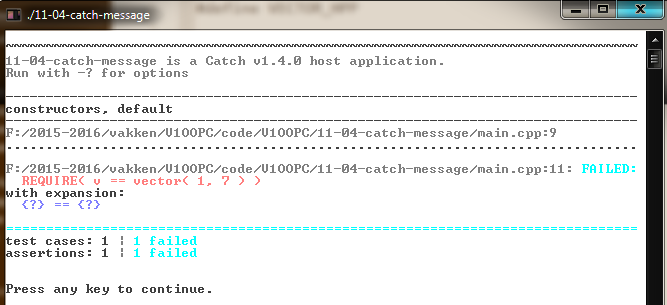 #define VECTOR_HPP
./11-04-catch-message
~~~~~~~~~~~~~~~~~~~~~~~~~~~~~~~~~~~~~~~~~~~~~~~~~~~~~~~~~~~~~~~~~~~~~~~~~~~~~~~
11-04-catch-message is a Catch v1.4.0 host application.
Run with -? for options
-------------------------------------------------------------------------------
constructors, default
-------------------------------------------------------------------------------
F:/2015-2016/vakken/V1OOPC/code/V1OOPC/11-04-catch-message/main.cpp:9
...............................................................................
F:/2015-2016/vakken/V1OOPC/code/V1OOPC/11-04-catch-message/main.cpp:11: FAILED:
REQUIRE( v == vector( 1, 7 ) )
with expansion:
{?} == {?}
===============================================================================
test cases: 1 | 1 failed
assertions: 1 | 1 failed
Press any key to continue.